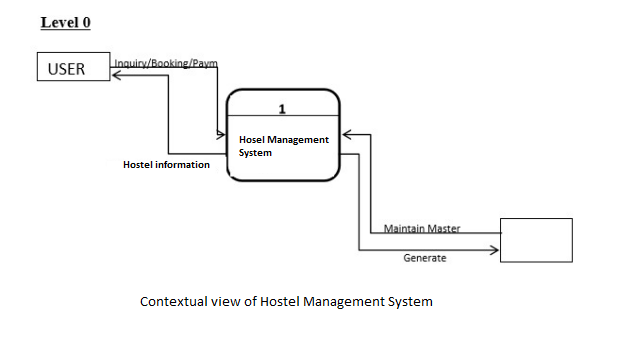 Level 0
USER
Inquiry/Booking/Paym
1
Hosel Management
System
Hostel information
Maintain Master
Generate
Contextual view of Hostel Management System